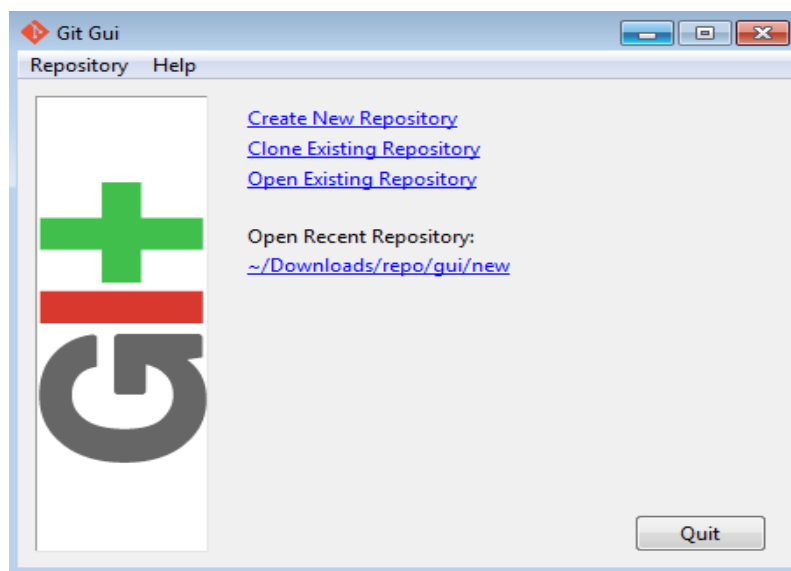 Git Gui
Repository Help
Create New Repository
Clone Existing Repository
Open Existing Repository
Open Recent Repository:
~/Downloads/repo/gui/new
GIt
Quit